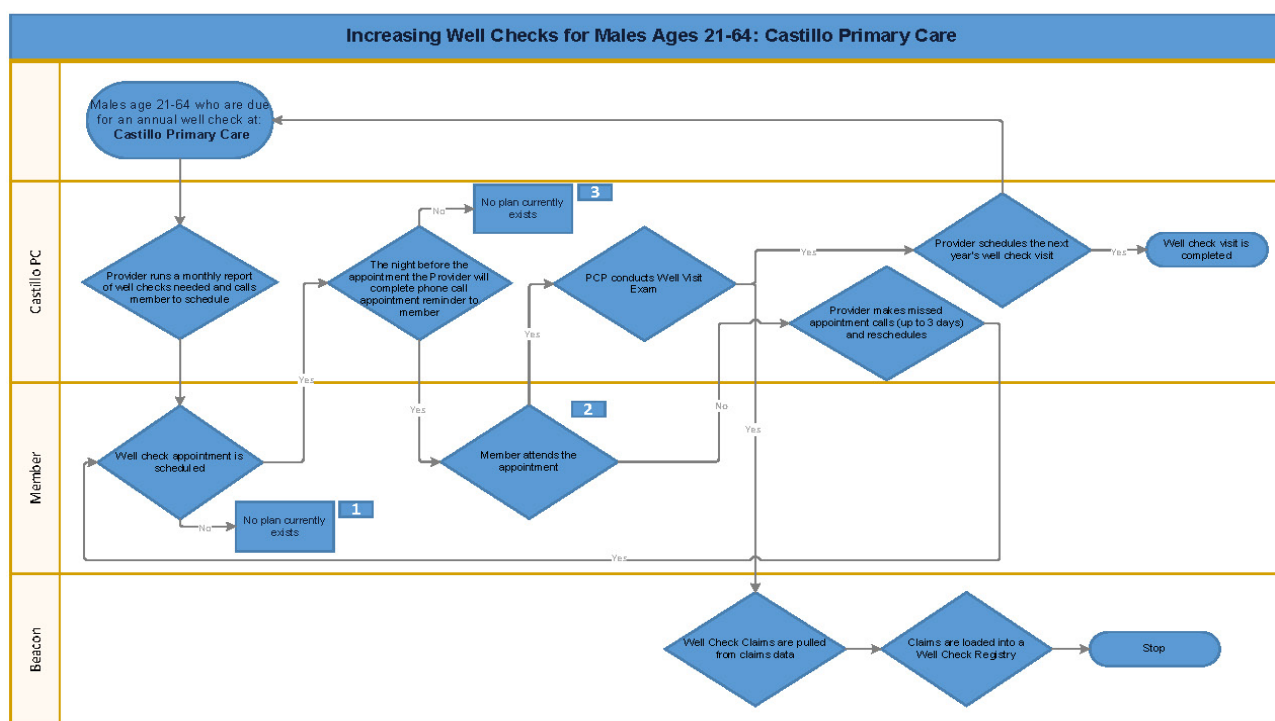 Increasing Well Checks for Males Ages 21-64: Castillo Primary Care
Males age 21-64 who are due
for an annual well check at:
Castillo Primary Care
Castillo PC
Provider runs a monthly report
of well checks needed and calls
member to schedule
The night before the
appointment the Provider will
complete phone call
appointment reminder to
member
No
No plan currently
exists
3
PCP conducts Well Visit
Exam
Yes
Provider schedules the next
year's well check visit
Yes
Well check visit is
completed
Provider makes missed
appointment calls (up to 3 days)
and reschedules
Yes
Yes
Yes
No
Yes
Member
Well check appointment is
scheduled
No
No plan currently
exists
1
Member attends the
appointment
2
Yes
Beacon
Well Check Claims are pulled
from claims data
Claims are loaded into a
Well Check Registry
Stop